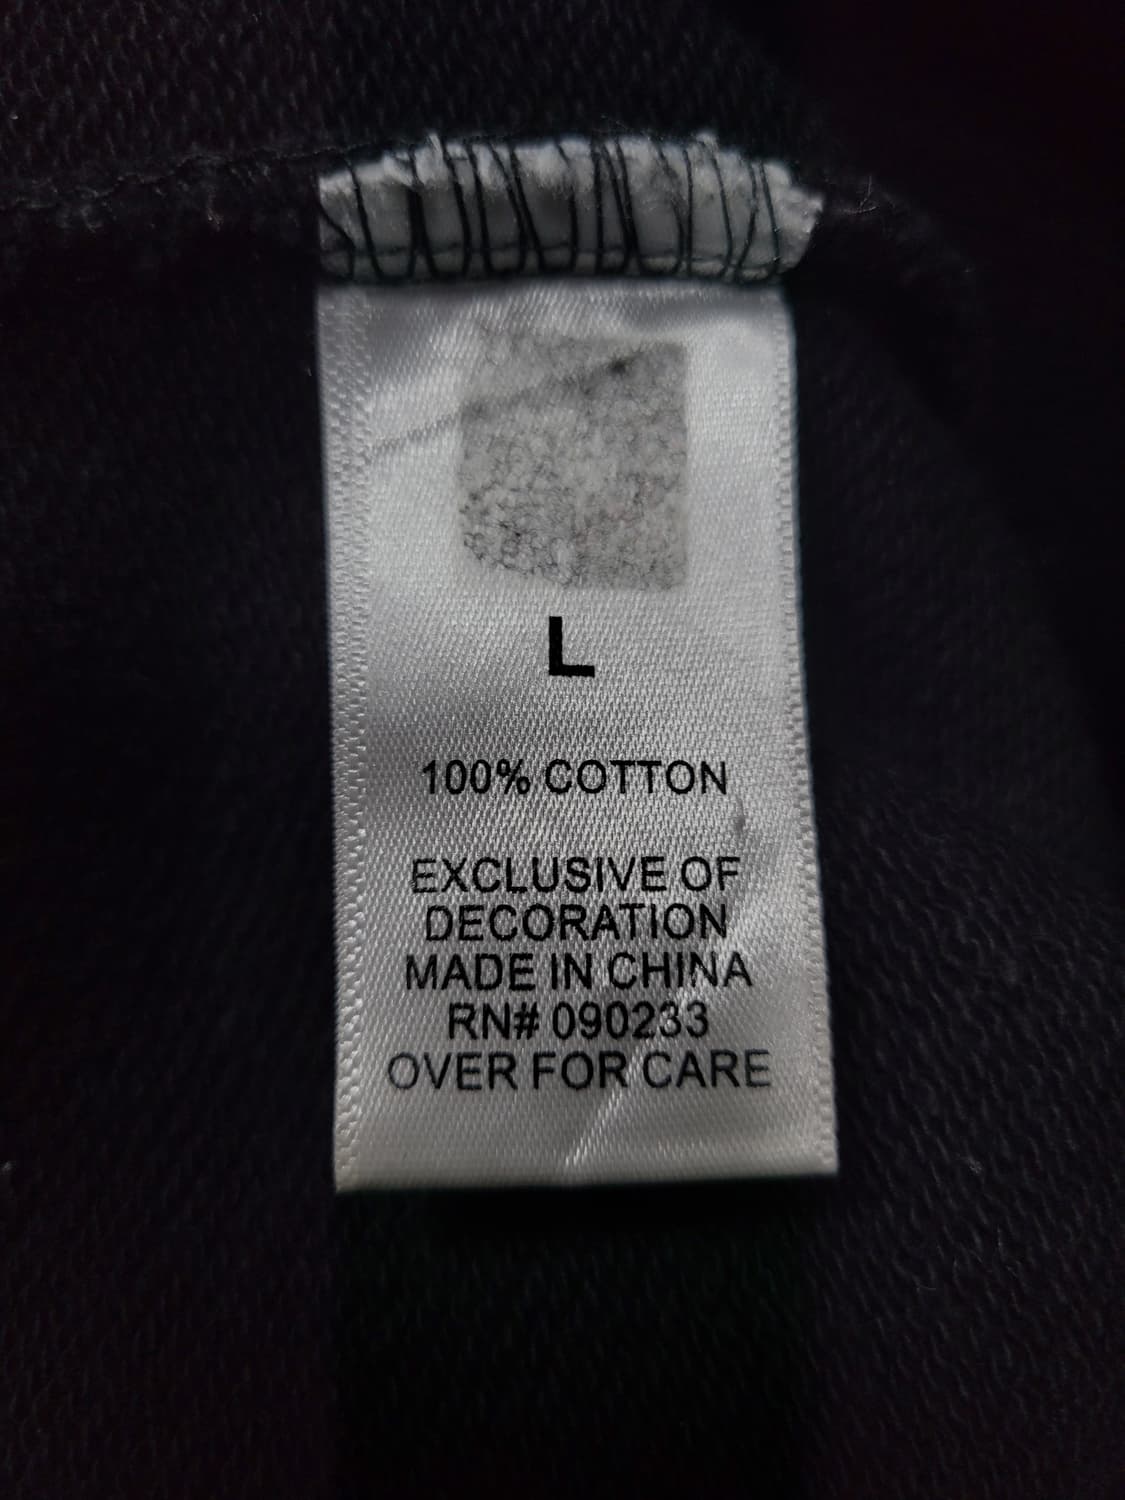 L
100% COTTON
EXCLUSIVE OF
DECORATION
MADE IN CHINA
RN# 090233
OVER FOR CARE